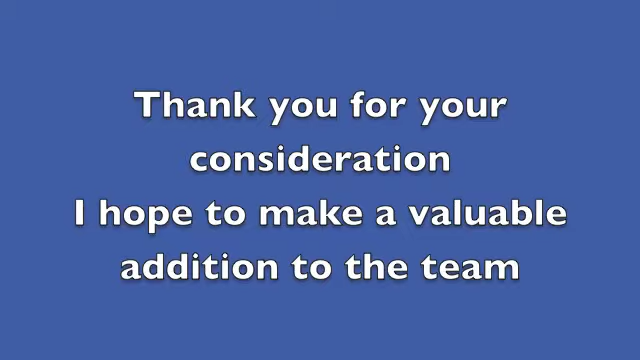 Thank you for your
consideration
I hope to make a valuable
addition to the team